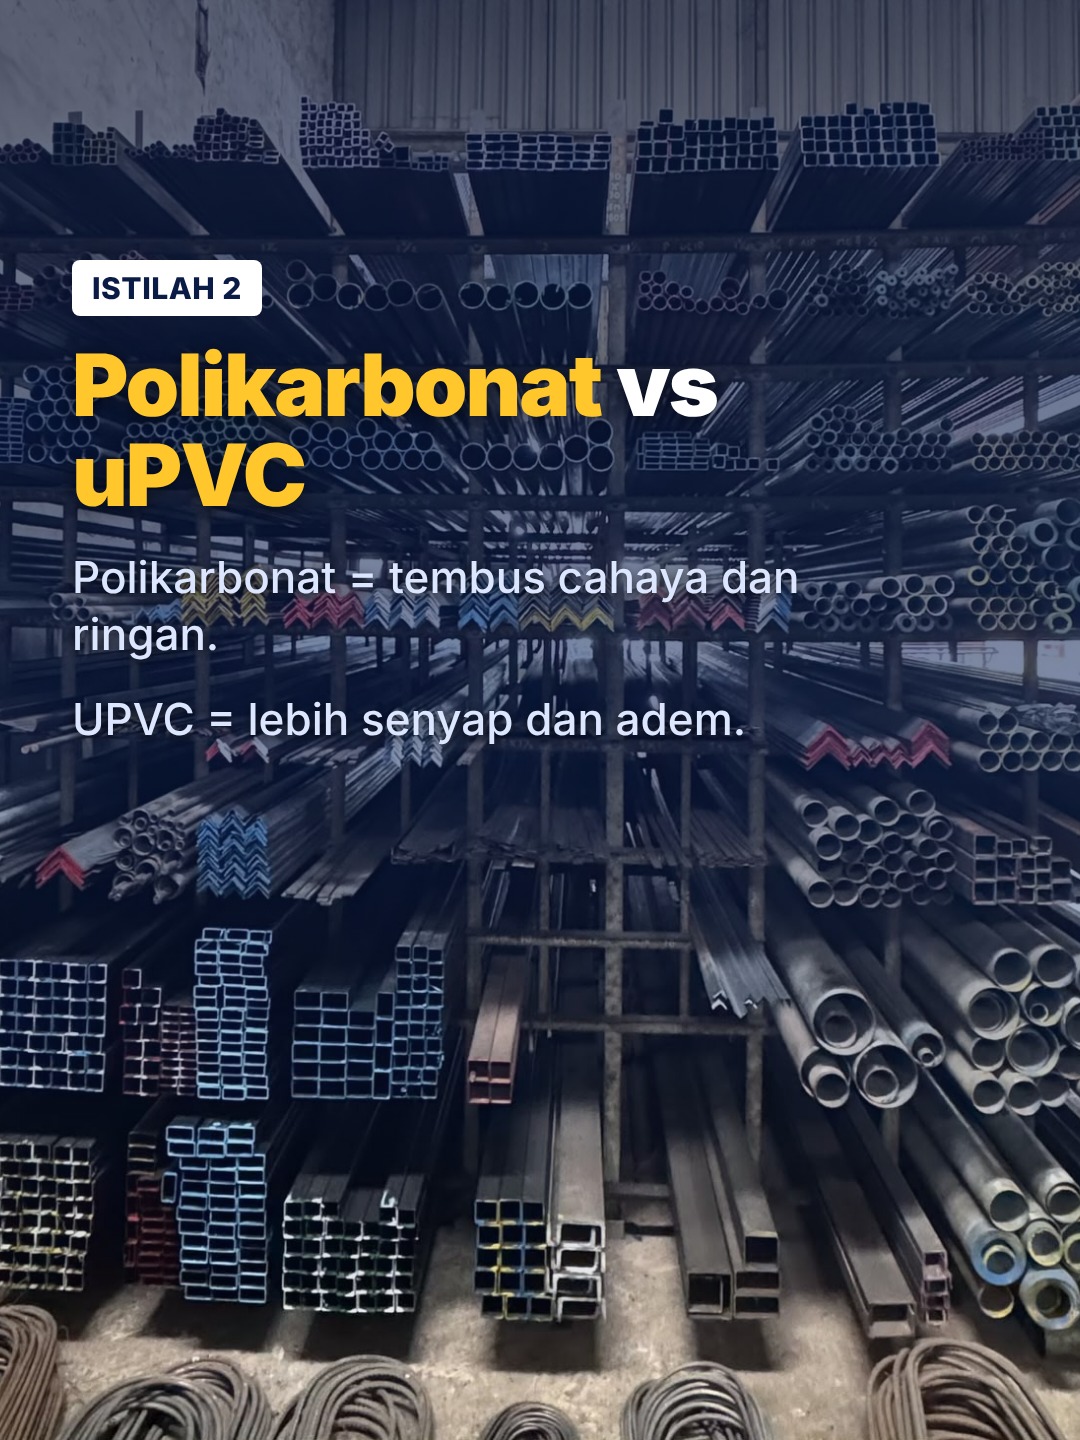 ISTILAH 2
Polikarbonat vs
uPVC
Polikarbonat = tembus cahaya dan
ringan.
UPVC = lebih senyap dan adem.